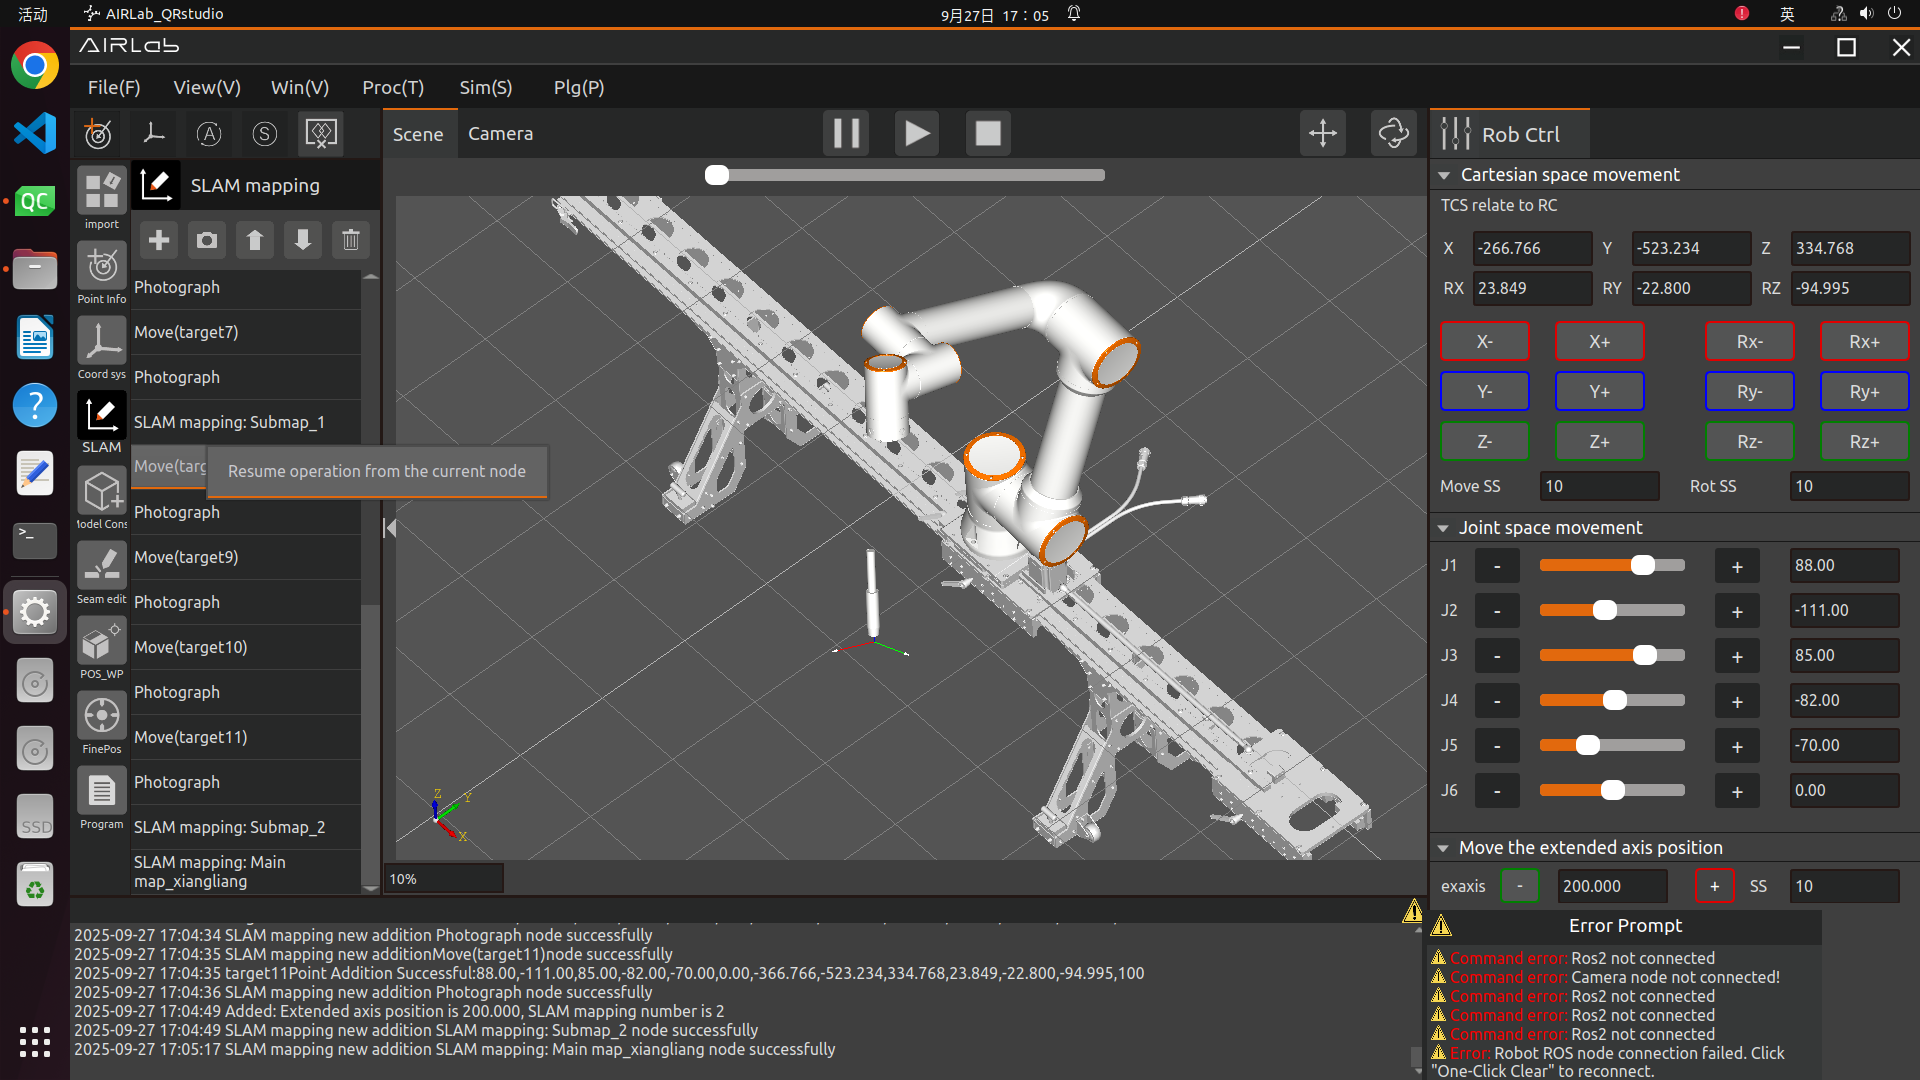 活动
AIRLab_QRstudio
9月27日 17：05
英
AIRLab
File(F)
View(V)
Win(V)
Proc(T)
Sim(S)
Plg(P)
Scene
Camera
Rob Ctrl
SLAM mapping
import
Point Info
Coord sys
SLAM
Model Cons
Seam edit
POS_WP
FinePos
Program
Photograph
Move(target7)
Photograph
SLAM mapping: Submap_1
Move(targ
Resume operation from the current node
Photograph
Move(target9)
Photograph
Move(target10)
Photograph
Move(target11)
Photograph
SLAM mapping: Submap_2
SLAM mapping: Main
map_xiangliang
Z
Y
X
10%
Cartesian space movement
TCS relate to RC
X -266.766 Y -523.234 Z 334.768
RX 23.849 RY -22.800 RZ -94.995
X- X+ Rx- Rx+
Y- Y+ Ry- Ry+
Z- Z+ Rz- Rz+
Move SS 10 Rot SS 10
Joint space movement
J1 - + 88.00
J2 - + -111.00
J3 - + 85.00
J4 - + -82.00
J5 - + -70.00
J6 - + 0.00
Move the extended axis position
exaxis - 200.000 + SS 10
2025-09-27 17:04:34 SLAM mapping new addition Photograph node successfully
2025-09-27 17:04:35 SLAM mapping new additionMove(target11)node successfully
2025-09-27 17:04:35 target11Point Addition Successful:88.00,-111.00,85.00,-82.00,-70.00,0.00,-366.766,-523.234,334.768,23.849,-22.800,-94.995,100
2025-09-27 17:04:36 SLAM mapping new addition Photograph node successfully
2025-09-27 17:04:49 Added: Extended axis position is 200.000, SLAM mapping number is 2
2025-09-27 17:04:49 SLAM mapping new addition SLAM mapping: Submap_2 node successfully
2025-09-27 17:05:17 SLAM mapping new addition SLAM mapping: Main map_xiangliang node successfully
Error Prompt
Command error: Ros2 not connected
Command error: Camera node not connected!
Command error: Ros2 not connected
Command error: Ros2 not connected
Command error: Ros2 not connected
Error: Robot ROS node connection failed. Click
"One-Click Clear" to reconnect.
QC
SSD